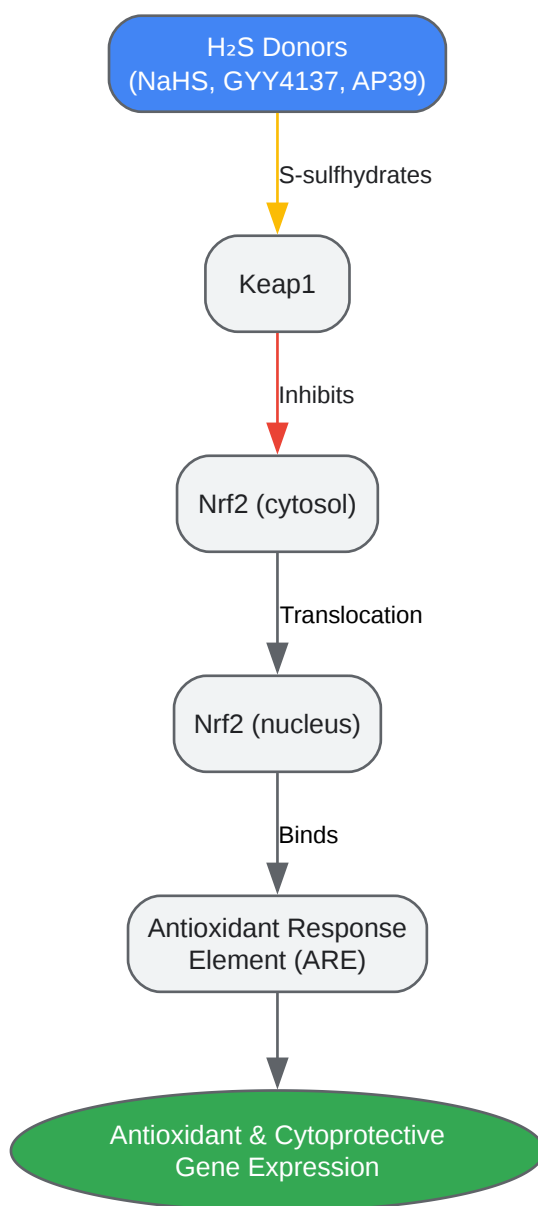 H₂S Donors
(NaHS, GYY4137, AP39)
S-sulfhydrates
Keap1
Inhibits
Nrf2 (cytosol)
Translocation
Nrf2 (nucleus)
Binds
Antioxidant Response
Element (ARE)
Antioxidant & Cytoprotective
Gene Expression